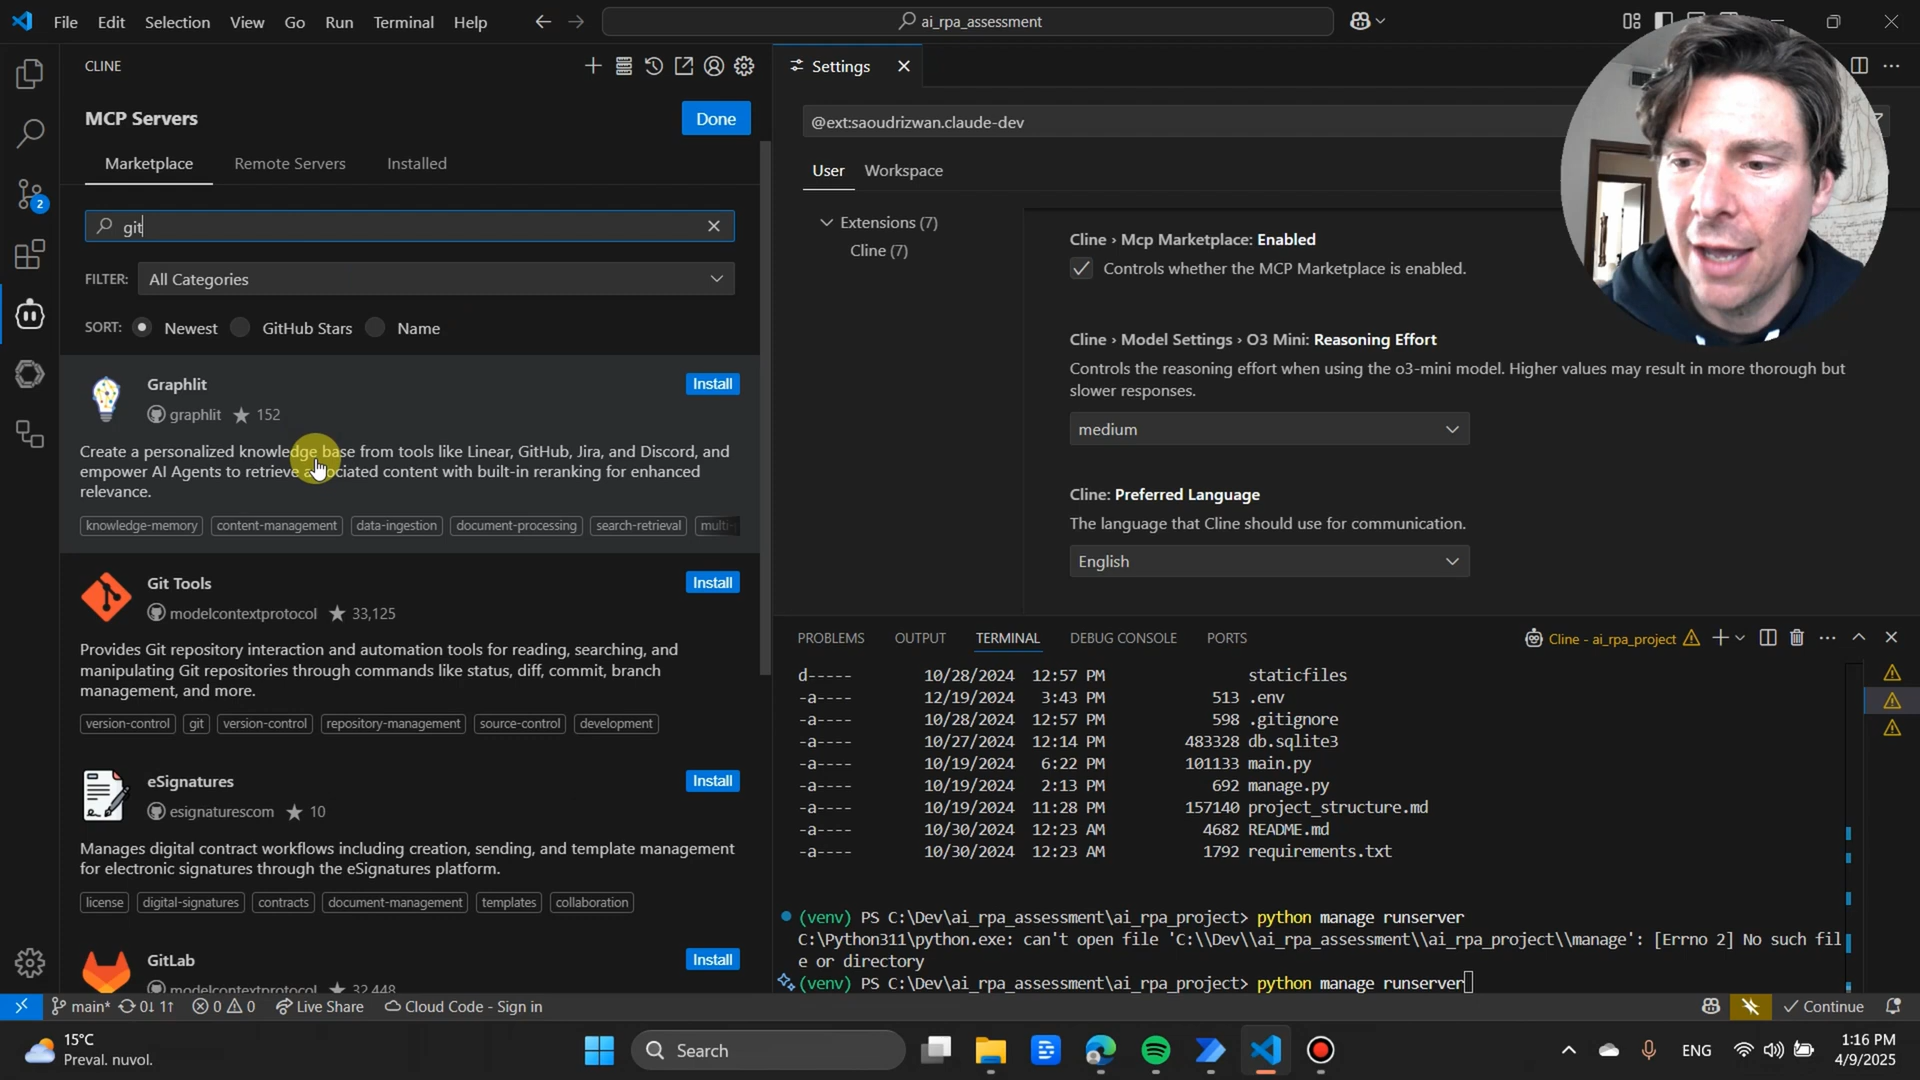 File Edit Selection View Go Run Terminal Help
ai_rpa_assessment
CLINE
MCP Servers
Done
Marketplace Remote Servers Installed
git
FILTER: All Categories
SORT: Newest GitHub Stars Name
Graphlit
Install
graphlit 152
Create a personalized knowledge base from tools like Linear, GitHub, Jira, and Discord, and
empower AI Agents to retrieve associated content with built-in reranking for enhanced
relevance.
knowledge-memory content-management data-ingestion document-processing search-retrieval
Git Tools
Install
modelcontextprotocol 33,125
Provides Git repository interaction and automation tools for reading, searching, and
manipulating Git repositories through commands like status, diff, commit, branch
management, and more.
version-control git version-control repository-management source-control development
eSignatures
Install
esignaturescom 10
Manages digital contract workflows including creation, sending, and template management
for electronic signatures through the eSignatures platform.
license digital-signatures contracts document-management templates collaboration
GitLab
Install
modelcontextprotocol 32,448
2
Settings
@ext:saoudrizwan.claude-dev
User Workspace
Extensions (7)
Cline (7)
Cline › Mcp Marketplace: Enabled
Controls whether the MCP Marketplace is enabled.
Cline › Model Settings › O3 Mini: Reasoning Effort
Controls the reasoning effort when using the o3-mini model. Higher values may result in more thorough but
slower responses.
medium
Cline: Preferred Language
The language that Cline should use for communication.
English
PROBLEMS OUTPUT TERMINAL DEBUG CONSOLE PORTS
Cline - ai_rpa_project
d----- 10/28/2024 12:57 PM staticfiles
-a---- 12/19/2024 3:43 PM 513 .env
-a---- 10/28/2024 12:57 PM 598 .gitignore
-a---- 10/27/2024 12:14 PM 483328 db.sqlite3
-a---- 10/19/2024 6:22 PM 101133 main.py
-a---- 10/19/2024 2:13 PM 692 manage.py
-a---- 10/19/2024 11:28 PM 157140 project_structure.md
-a---- 10/30/2024 12:23 AM 4682 README.md
-a---- 10/30/2024 12:23 AM 1792 requirements.txt
(venv) PS C:\Dev\ai_rpa_assessment\ai_rpa_project> python manage runserver
C:\Python311\python.exe: can't open file 'C:\\Dev\\ai_rpa_assessment\\ai_rpa_project\\manage': [Errno 2] No such fil
e or directory
(venv) PS C:\Dev\ai_rpa_assessment\ai_rpa_project> python manage runserver
main* 0↓ 1↑ 0 0 Live Share Cloud Code - Sign in
Continue
15°C
Preval. nuvol.
Search
ENG
1:16 PM
4/9/2025